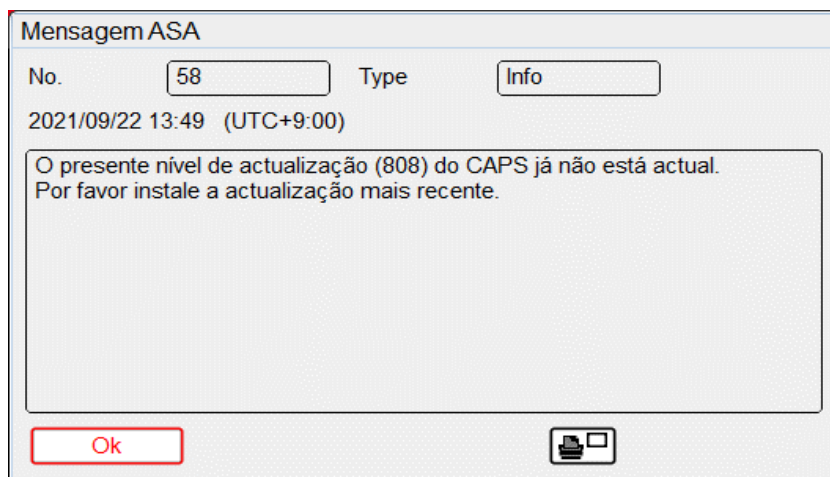 Mensagem ASA
No. 58 Type Info
2021/09/22 13:49 (UTC+9:00)
O presente nível de actualização (808) do CAPS já não está actual.
Por favor instale a actualização mais recente.
Ok